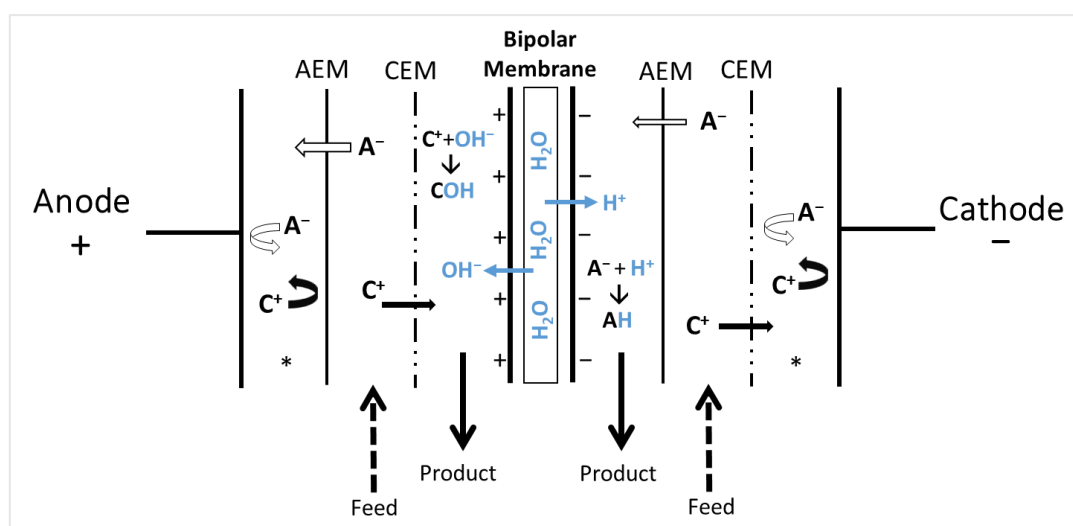 Bipolar
Membrane
AEM
CEM
AEM
CEM
Anode
+
Cathode
−
A⁻
A⁻
C⁺
*
C⁺
C⁺+OH⁻
COH
OH⁻
+
+
+
+
+
H₂O
H₂O
H₂O
−
−
−
−
−
H⁺
A⁻ + H⁺
AH
A⁻
C⁺
A⁻
C⁺
*
Product
Product
Feed
Feed